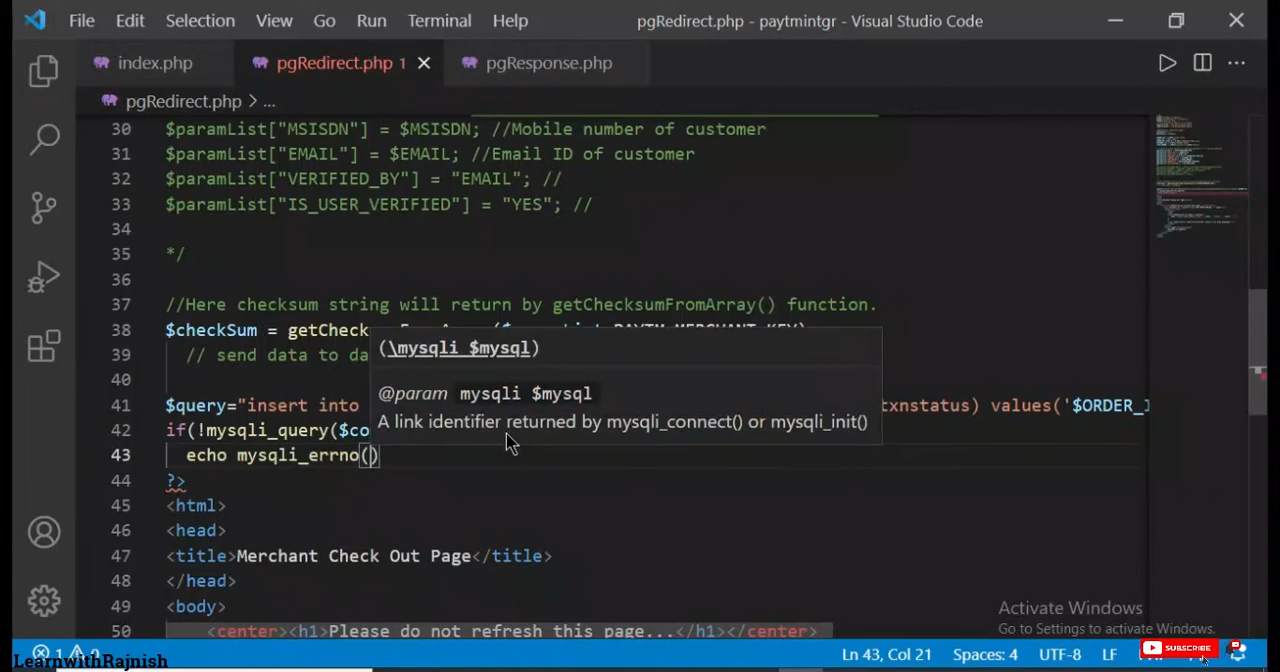 File Edit Selection View Go Run Terminal Help pgRedirect.php - paytmintgr - Visual Studio Code
index.php pgRedirect.php 1 pgResponse.php
pgRedirect.php > ...
30 $paramList["MSISDN"] = $MSISDN; //Mobile number of customer
31 $paramList["EMAIL"] = $EMAIL; //Email ID of customer
32 $paramList["VERIFIED_BY"] = "EMAIL"; //
33 $paramList["IS_USER_VERIFIED"] = "YES"; //
34
35 */
36
37 //Here checksum string will return by getChecksumFromArray() function.
38 $checkSum = getCheck
(\mysqli $mysql)
39 // send data to da
40
@param mysqli $mysql
41 $query="insert into txnstatus) values('$ORDER_
A link identifier returned by mysqli_connect() or mysqli_init()
42 if(!mysqli_query($co
43 echo mysqli_errno()
44 ?>
45 <html>
46 <head>
47 <title>Merchant Check Out Page</title>
48 </head>
49 <body>
50 <center><h1>Please do not refresh this page...</h1></center>
Activate Windows
Go to Settings to activate Windows.
SUBSCRIBE
Ln 43, Col 21 Spaces: 4 UTF-8 LF
LearnwithRajnish